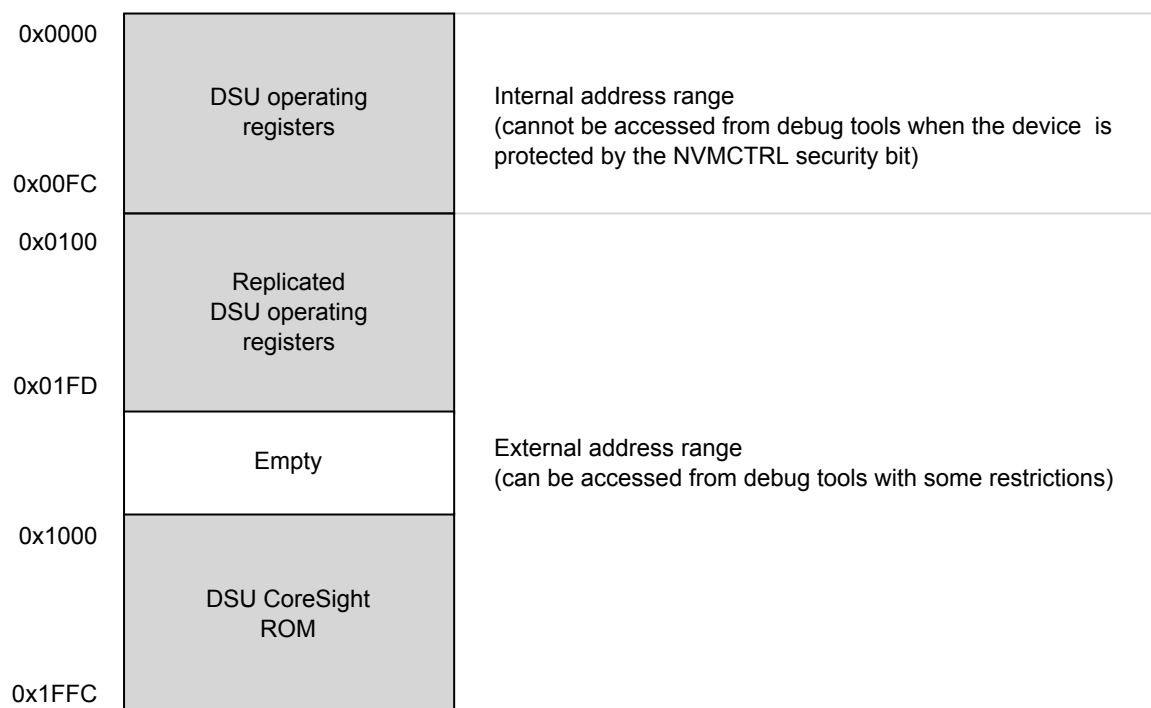 0x0000
DSU operating
registers
Internal address range
(cannot be accessed from debug tools when the device is
protected by the NVMCTRL security bit)
0x00FC
0x0100
Replicated
DSU operating
registers
0x01FD
Empty
External address range
(can be accessed from debug tools with some restrictions)
0x1000
DSU CoreSight
ROM
0x1FFC